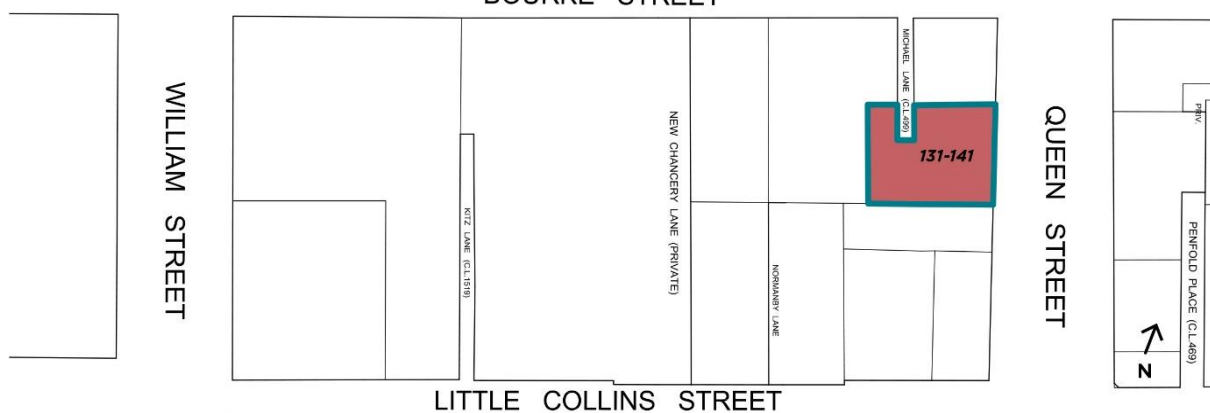 BOURKE STREET
WILLIAM STREET
KITZ LANE (C.L.1519)
NEW CHANCERY LANE (PRIVATE)
NORMANBY LANE
MICHAEL LANE (C.L.499)
131-141
QUEEN STREET
PRIV.
PENFOLD PLACE (C.L.469)
N
LITTLE COLLINS STREET